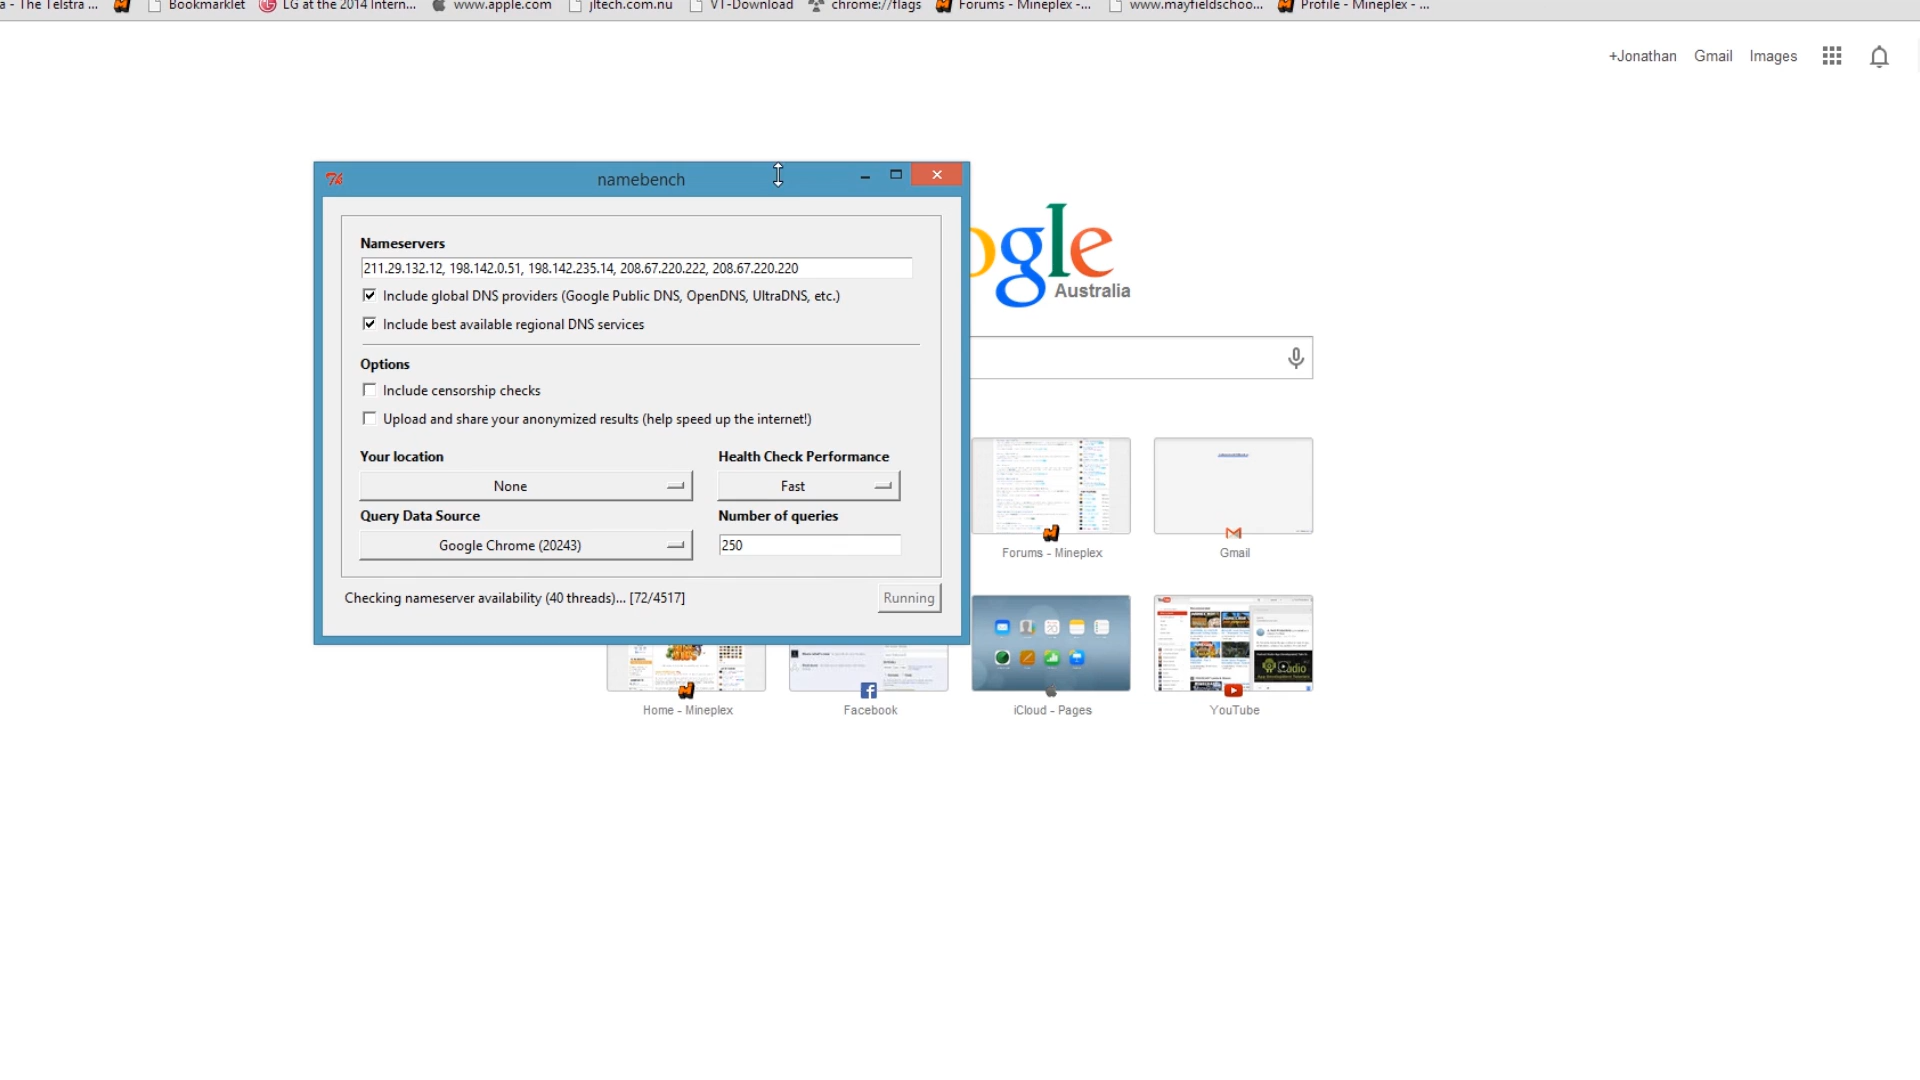 a - The Telstra ...
Bookmarklet
LG at the 2014 Intern...
www.apple.com
jltech.com.nu
VT-Download
chrome://flags
Forums - Mineplex -...
www.mayfieldschoo...
Profile - Mineplex - ...
+Jonathan
Gmail
Images
namebench
Nameservers
211.29.132.12, 198.142.0.51, 198.142.235.14, 208.67.220.222, 208.67.220.220
Include global DNS providers (Google Public DNS, OpenDNS, UltraDNS, etc.)
Include best available regional DNS services
Options
Include censorship checks
Upload and share your anonymized results (help speed up the internet!)
Your location
Health Check Performance
None
Fast
Query Data Source
Number of queries
Google Chrome (20243)
250
Checking nameserver availability (40 threads)... [72/4517]
Running
ogle
Australia
Forums - Mineplex
Gmail
Home - Mineplex
Facebook
iCloud - Pages
YouTube